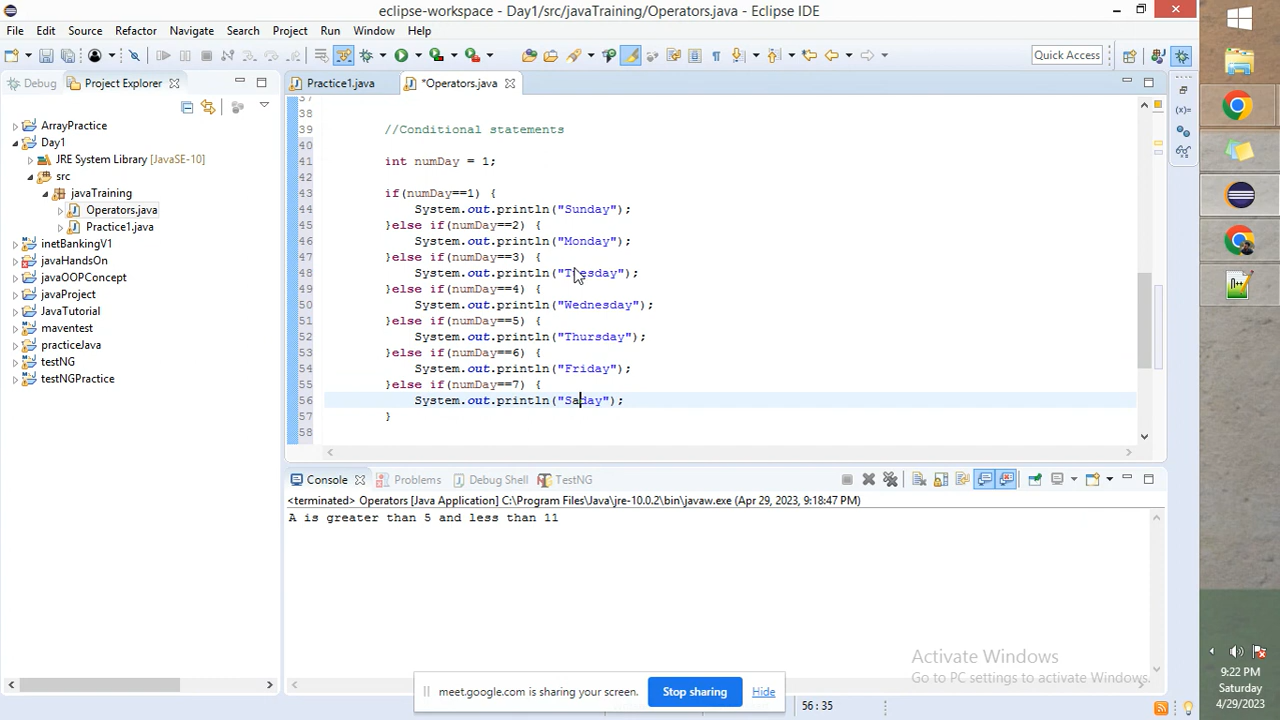 eclipse-workspace - Day1/src/javaTraining/Operators.java - Eclipse IDE
File Edit Source Refactor Navigate Search Project Run Window Help
Quick Access
Debug Project Explorer
Practice1.java *Operators.java
ArrayPractice
Day1
JRE System Library [JavaSE-10]
src
javaTraining
Operators.java
Practice1.java
inetBankingV1
javaHandsOn
javaOOPConcept
javaProject
JavaTutorial
maventest
practiceJava
testNG
testNGPractice
37
38
39 //Conditional statements
40
41 int numDay = 1;
42
43 if(numDay==1) {
44 System.out.println("Sunday");
45 }else if(numDay==2) {
46 System.out.println("Monday");
47 }else if(numDay==3) {
48 System.out.println("Tuesday");
49 }else if(numDay==4) {
50 System.out.println("Wednesday");
51 }else if(numDay==5) {
52 System.out.println("Thursday");
53 }else if(numDay==6) {
54 System.out.println("Friday");
55 }else if(numDay==7) {
56 System.out.println("Saday");
57 }
58
Console Problems Debug Shell TestNG
<terminated> Operators [Java Application] C:\Program Files\Java\jre-10.0.2\bin\javaw.exe (Apr 29, 2023, 9:18:47 PM)
A is greater than 5 and less than 11
Activate Windows
Go to PC settings to activate Windows.
meet.google.com is sharing your screen. Stop sharing Hide
56 : 35
9:22 PM
Saturday
4/29/2023